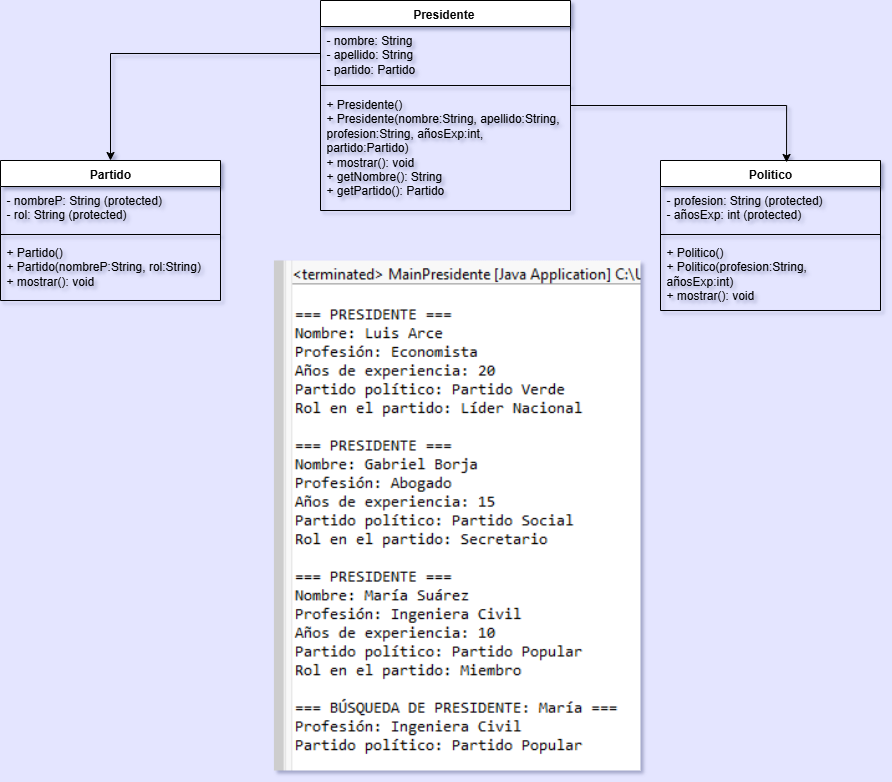 Presidente
- nombre: String
- apellido: String
- partido: Partido
+ Presidente()
+ Presidente(nombre:String, apellido:String,
profesion:String, añosExp:int,
partido:Partido)
+ mostrar(): void
+ getNombre(): String
+ getPartido(): Partido
Partido
- nombreP: String (protected)
- rol: String (protected)
+ Partido()
+ Partido(nombreP:String, rol:String)
+ mostrar(): void
Politico
- profesion: String (protected)
- añosExp: int (protected)
+ Politico()
+ Politico(profesion:String,
añosExp:int)
+ mostrar(): void
<terminated> MainPresidente [Java Application] C:\U
=== PRESIDENTE ===
Nombre: Luis Arce
Profesión: Economista
Años de experiencia: 20
Partido político: Partido Verde
Rol en el partido: Líder Nacional
=== PRESIDENTE ===
Nombre: Gabriel Borja
Profesión: Abogado
Años de experiencia: 15
Partido político: Partido Social
Rol en el partido: Secretario
=== PRESIDENTE ===
Nombre: María Suárez
Profesión: Ingeniera Civil
Años de experiencia: 10
Partido político: Partido Popular
Rol en el partido: Miembro
=== BÚSQUEDA DE PRESIDENTE: María ===
Profesión: Ingeniera Civil
Partido político: Partido Popular